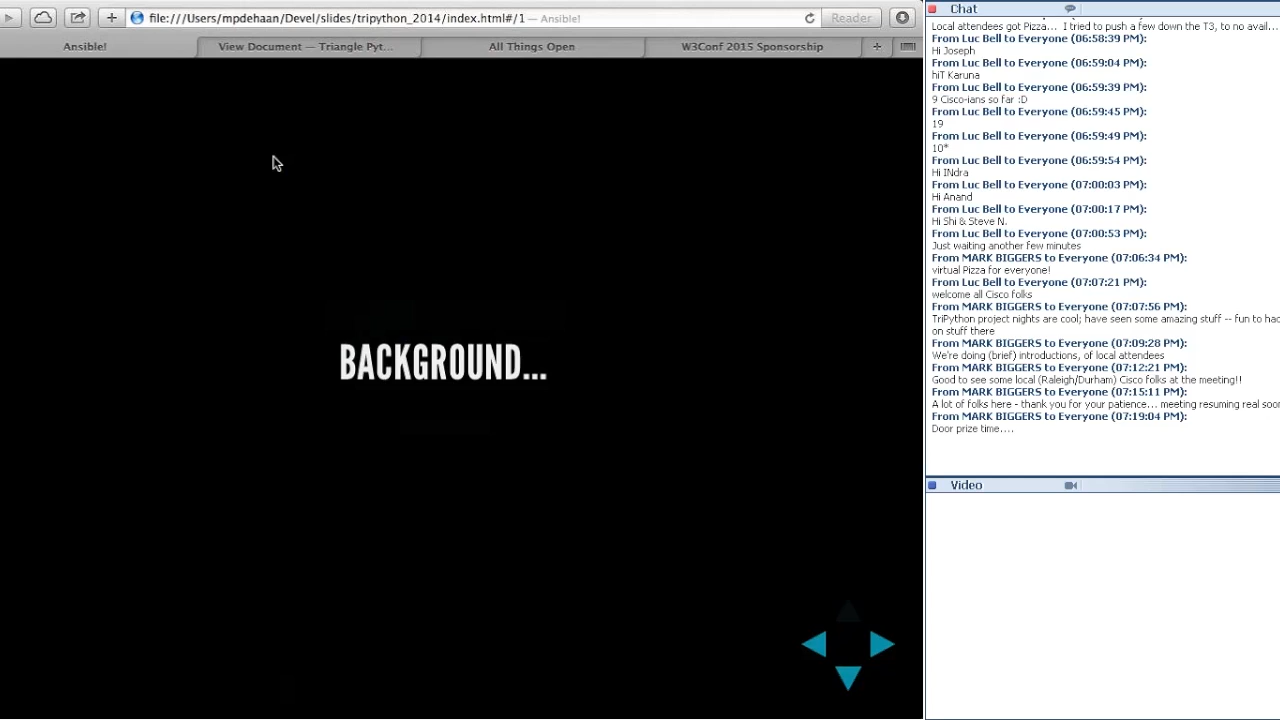 file:///Users/mpdehaan/Devel/slides/tripython_2014/index.html#/1 — Ansible!
Reader
Ansible!
View Document — Triangle Pyt...
All Things Open
W3Conf 2015 Sponsorship
BACKGROUND...
Chat
Local attendees got Pizza... I tried to push a few down the T3, to no avail...
From Luc Bell to Everyone (06:58:39 PM):
Hi Joseph
From Luc Bell to Everyone (06:59:04 PM):
hiT Karuna
From Luc Bell to Everyone (06:59:39 PM):
9 Cisco-ians so far :D
From Luc Bell to Everyone (06:59:45 PM):
19
From Luc Bell to Everyone (06:59:49 PM):
10*
From Luc Bell to Everyone (06:59:54 PM):
Hi INdra
From Luc Bell to Everyone (07:00:03 PM):
Hi Anand
From Luc Bell to Everyone (07:00:17 PM):
Hi Shi & Steve N.
From Luc Bell to Everyone (07:00:53 PM):
Just waiting another few minutes
From MARK BIGGERS to Everyone (07:06:34 PM):
virtual Pizza for everyone!
From Luc Bell to Everyone (07:07:21 PM):
welcome all Cisco folks
From MARK BIGGERS to Everyone (07:07:56 PM):
TriPython project nights are cool; have seen some amazing stuff -- fun to hac
on stuff there
From MARK BIGGERS to Everyone (07:09:28 PM):
We're doing (brief) introductions, of local attendees
From MARK BIGGERS to Everyone (07:12:21 PM):
Good to see some local (Raleigh/Durham) Cisco folks at the meeting!!
From MARK BIGGERS to Everyone (07:15:11 PM):
A lot of folks here - thank you for your patience... meeting resuming real soon
From MARK BIGGERS to Everyone (07:19:04 PM):
Door prize time....
Video